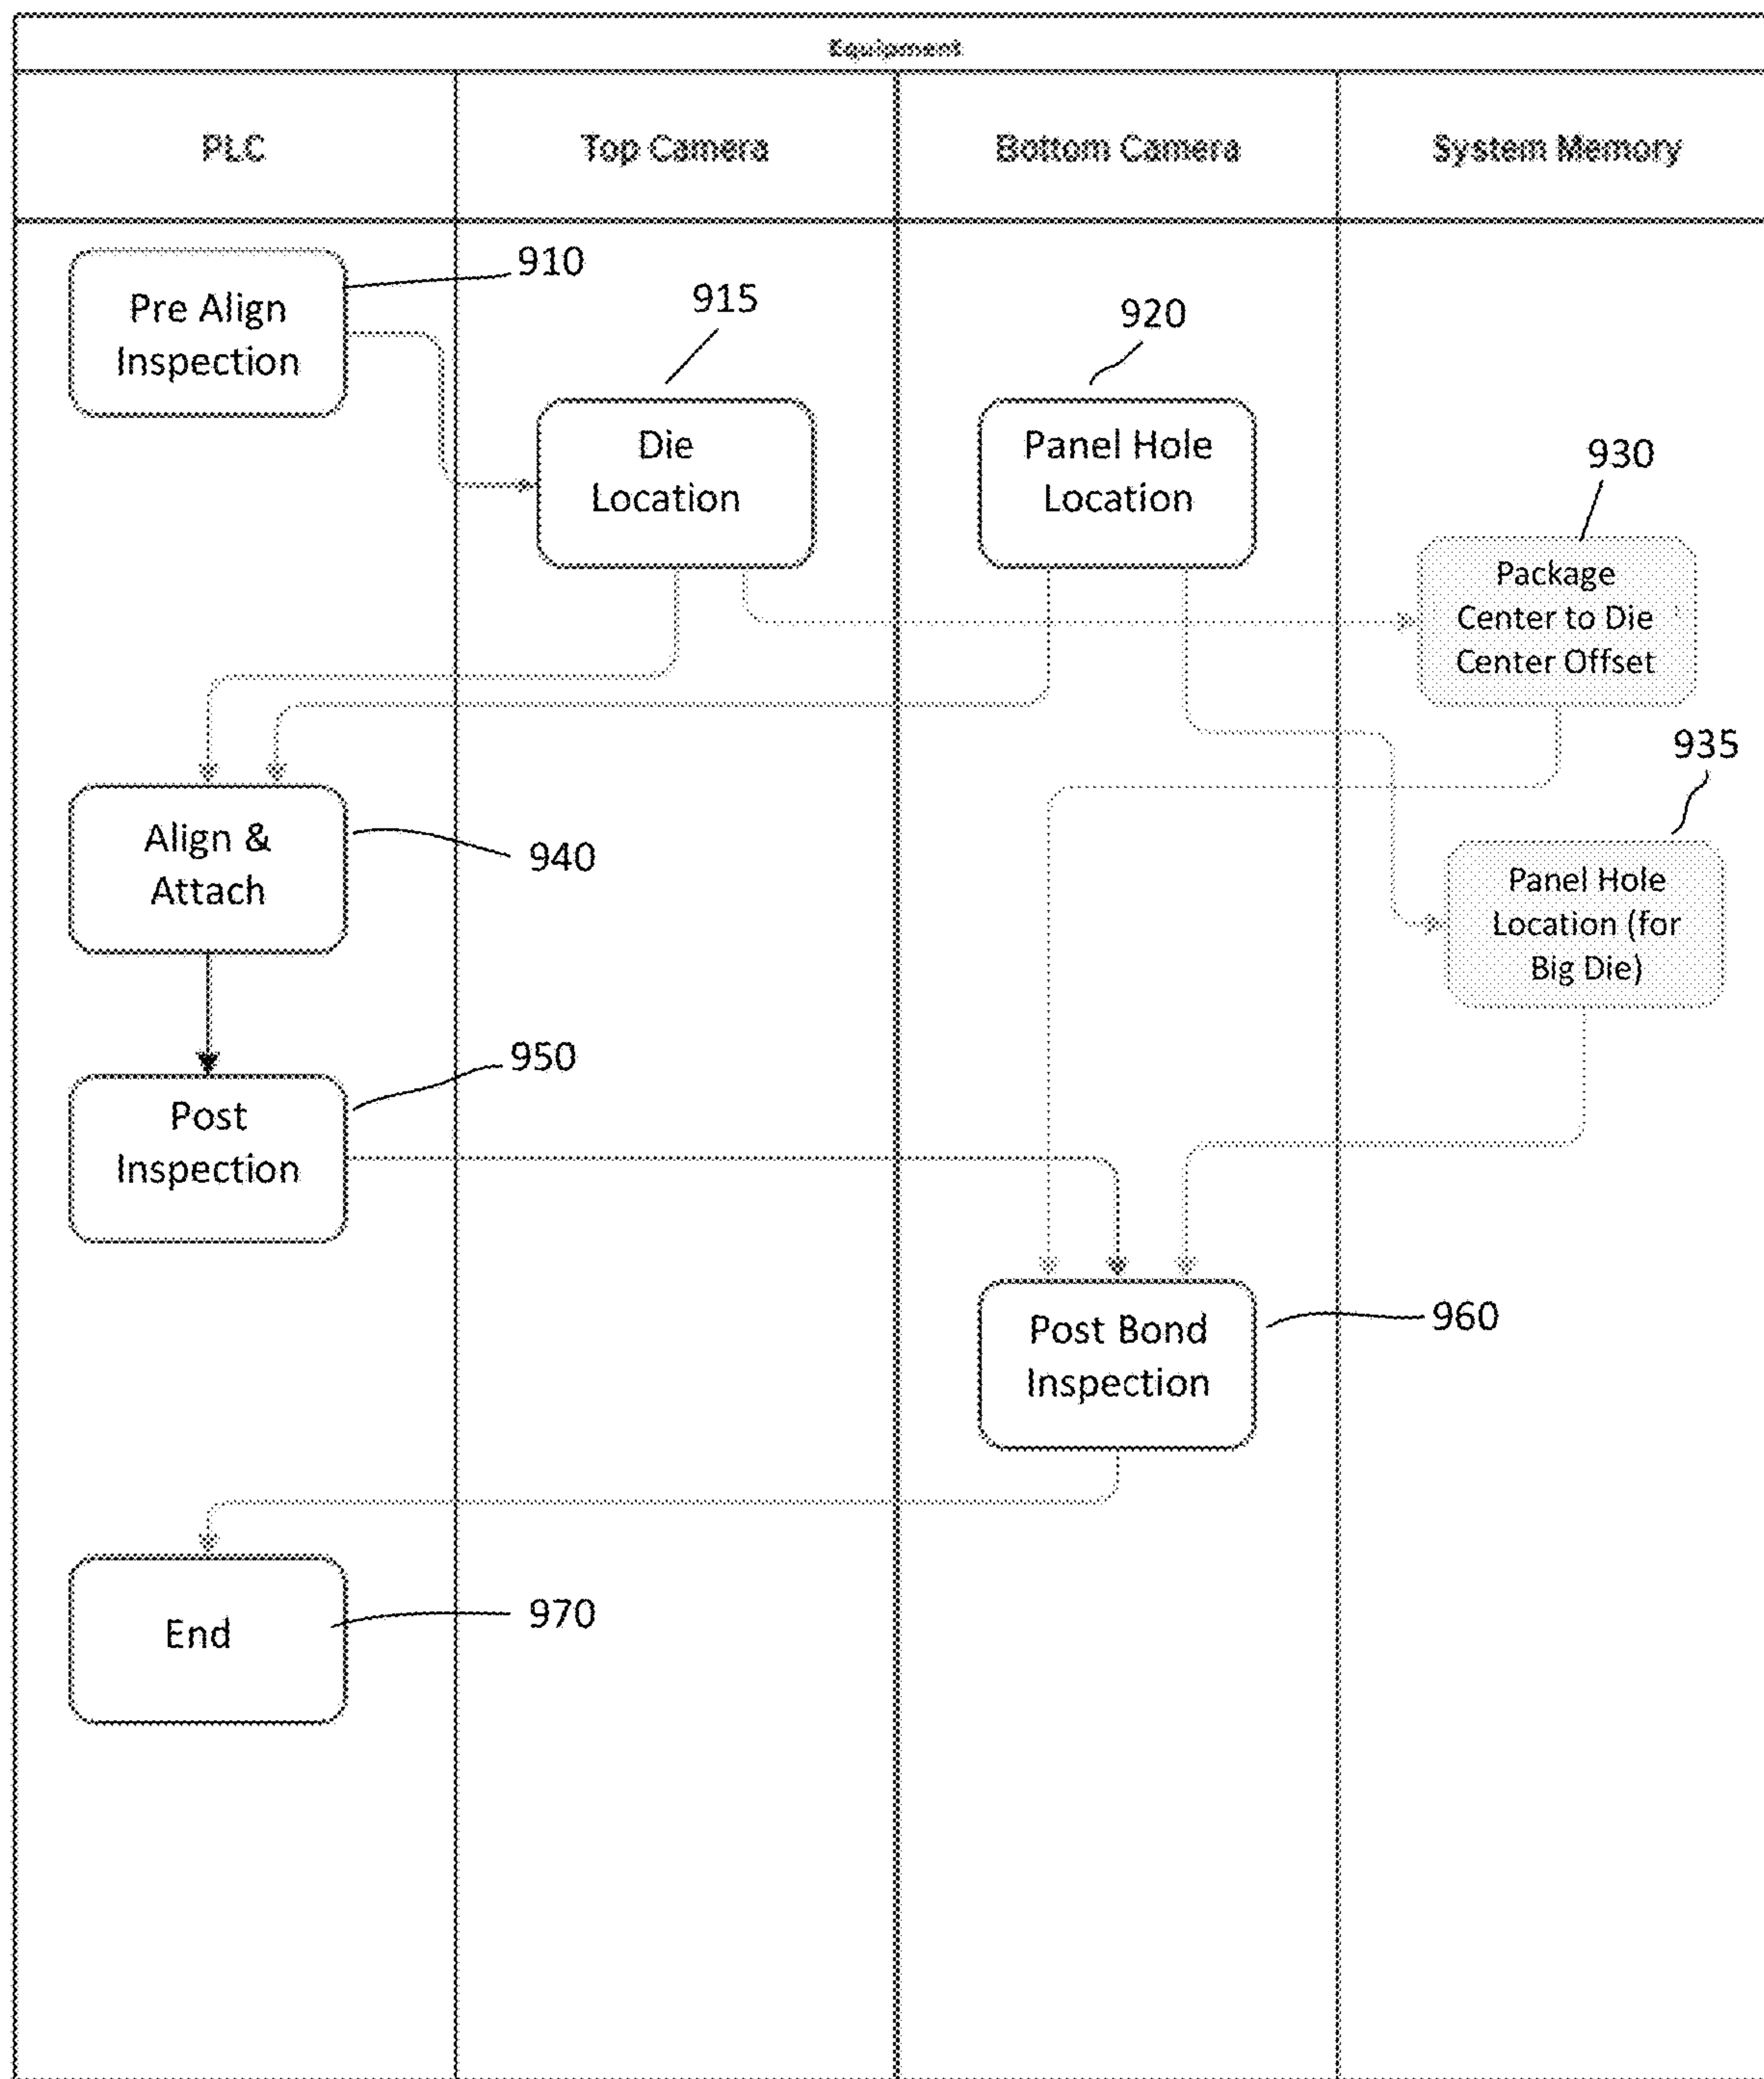 Equipment
PLC
Top Camera
Bottom Camera
System Memory
910
Pre Align
Inspection
915
Die
Location
920
Panel Hole
Location
930
Package
Center to Die
Center Offset
935
Panel Hole
Location (for
Big Die)
Align &
Attach
940
950
Post
Inspection
Post Bond
Inspection
960
End
970